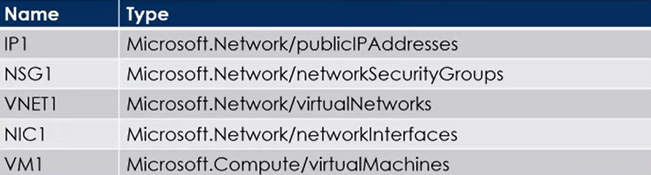 Name Type
IP1 Microsoft.Network/publicIPAddresses
NSG1 Microsoft.Network/networkSecurityGroups
VNET1 Microsoft.Network/virtualNetworks
NIC1 Microsoft.Network/networkInterfaces
VM1 Microsoft.Compute/virtualMachines